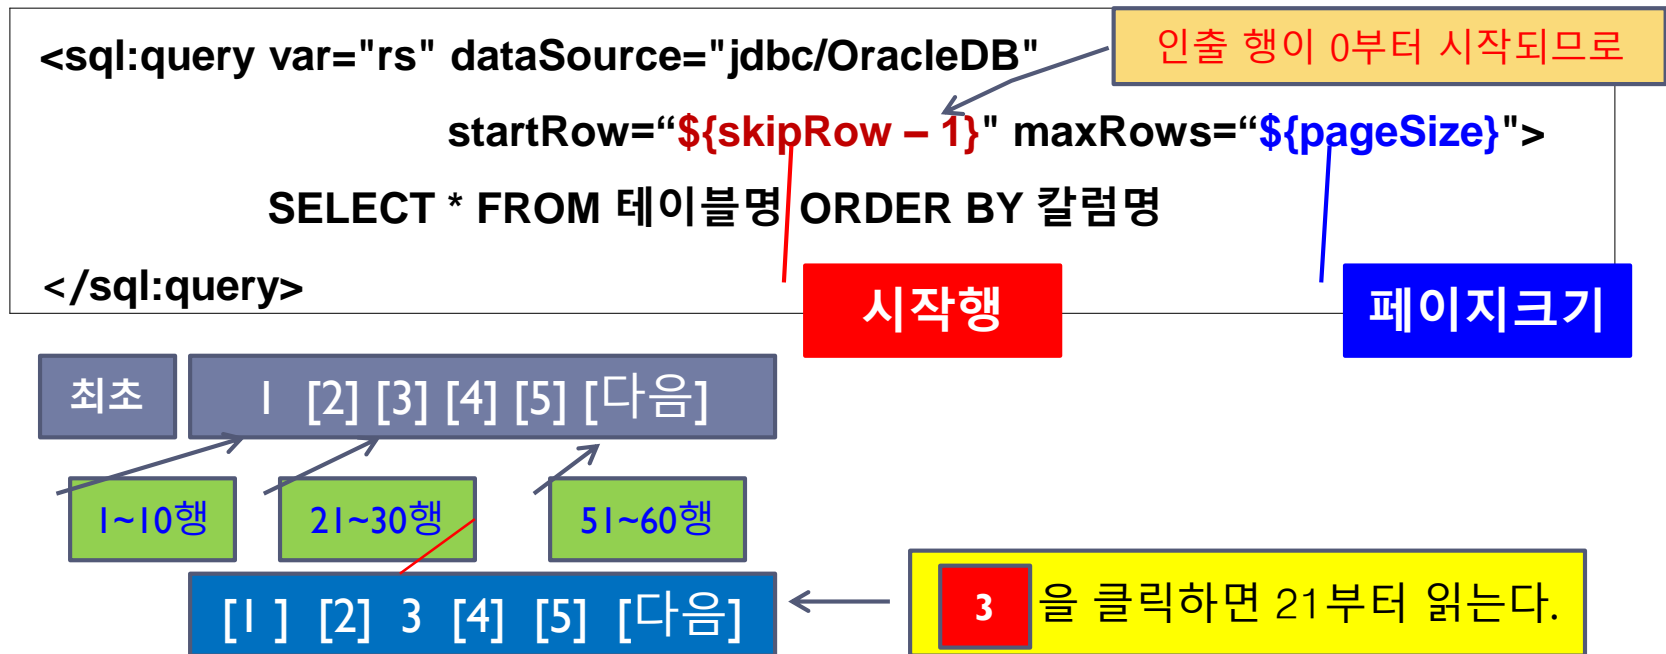 <sql:query var="rs" dataSource="jdbc/OracleDB"
인출 행이 0부터 시작되므로
startRow=“${skipRow – 1}" maxRows=“${pageSize}">
SELECT * FROM 테이블명 ORDER BY 칼럼명
</sql:query>
시작행
페이지크기
최초
1 [2] [3] [4] [5] [다음]
1~10행
21~30행
51~60행
[1 ] [2] 3 [4] [5] [다음]
3 을 클릭하면 21부터 읽는다.